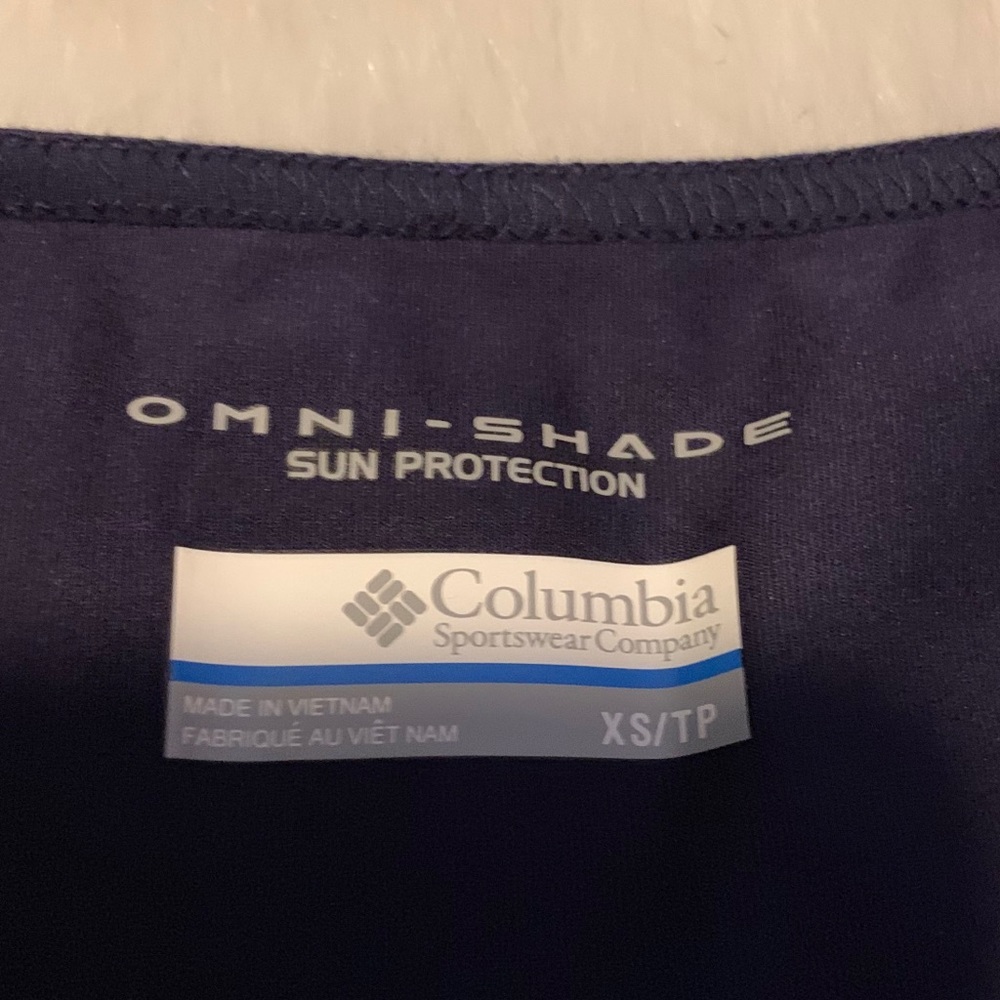 OMNI-SHADE
SUN PROTECTION
Columbia
Sportswear Company
MADE IN VIETNAM
FABRIQUÉ AU VIÊT NAM
XS/TP